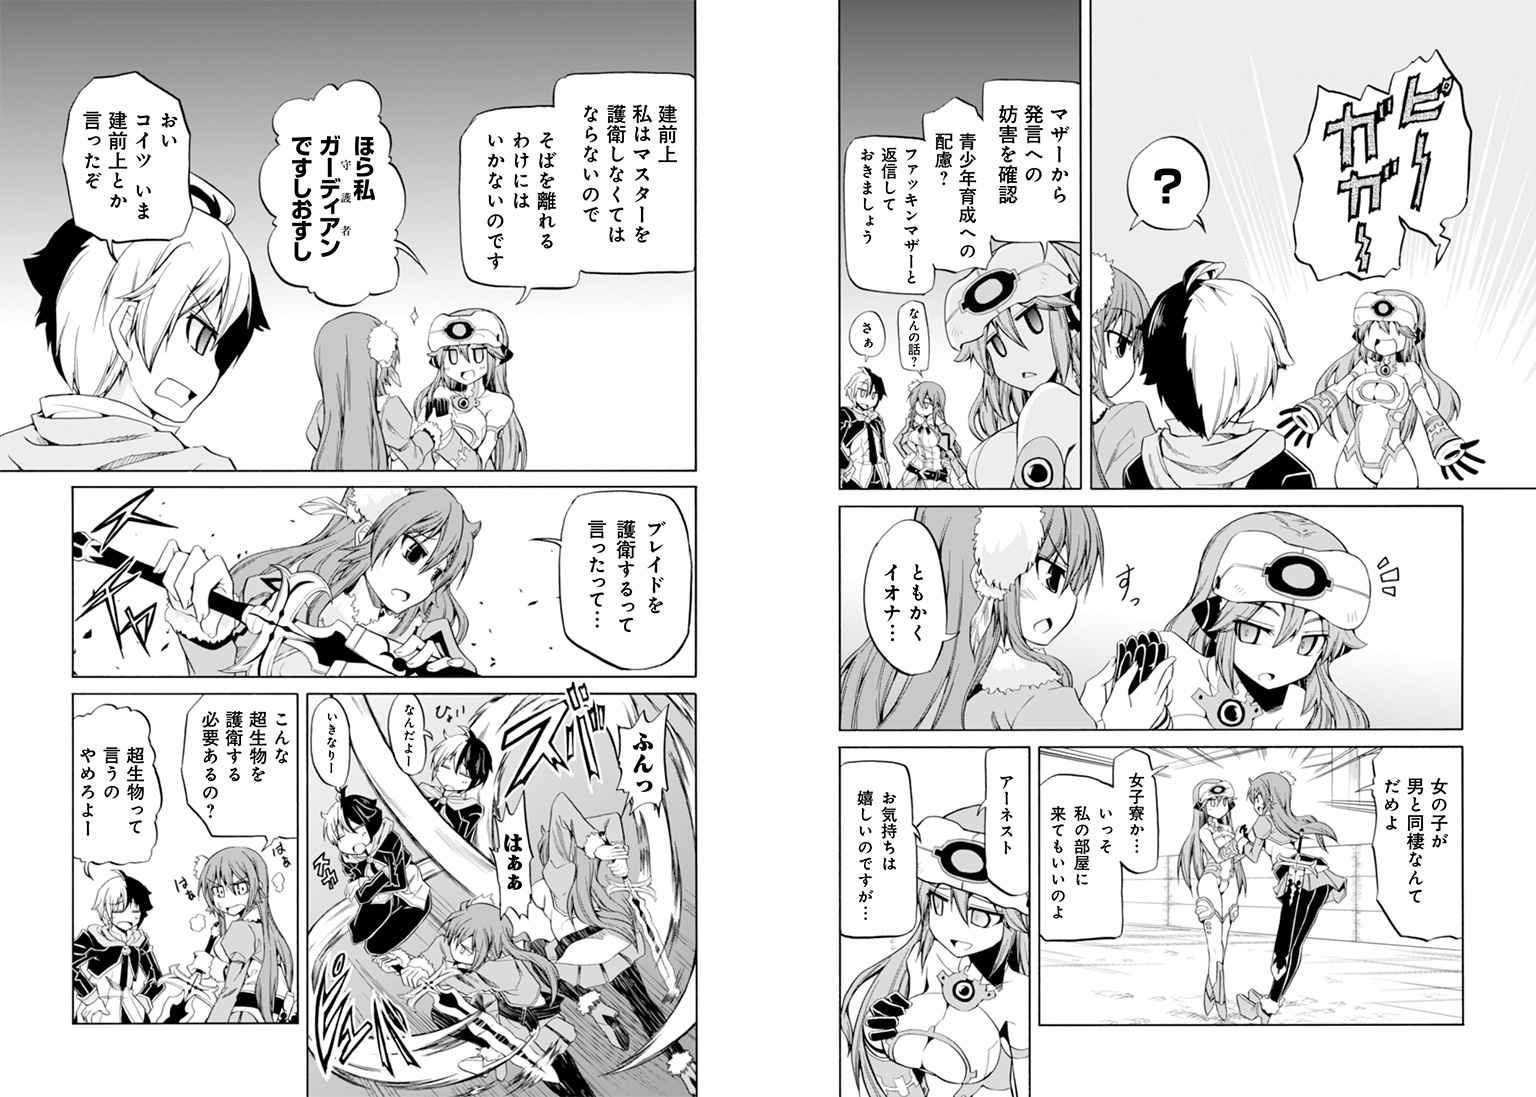 ピー
ガガー
?
マザーから
発言への
妨害を確認
青少年育成への
配慮?
ファッキンマザーと
返信して
おきましょう
なんの話?
さぁ
ともかく
イオナ…
すっ
女の子が
男と同棲なんて
だめよ
女子寮か…
いっそ
私の部屋に
来てもいいのよ
アーネスト
お気持ちは
嬉しいのですが…
建前上
私はマスターを
護衛しなくては
ならないので
そばを離れる
わけには
いかないのです
ほら私
ガーディアン
守護者
ですしおすし
おい
コイツ いま
建前上とか
言ったぞ
ブレイドを
護衛するって
言ったって…
ふんっ
ズバッ
はぁぁ
ひょい
なんだよー
いきなりー
こんな
超生物を
護衛する
必要あるの?
はぁ
はぁ
超生物って
言うの
やめろよー